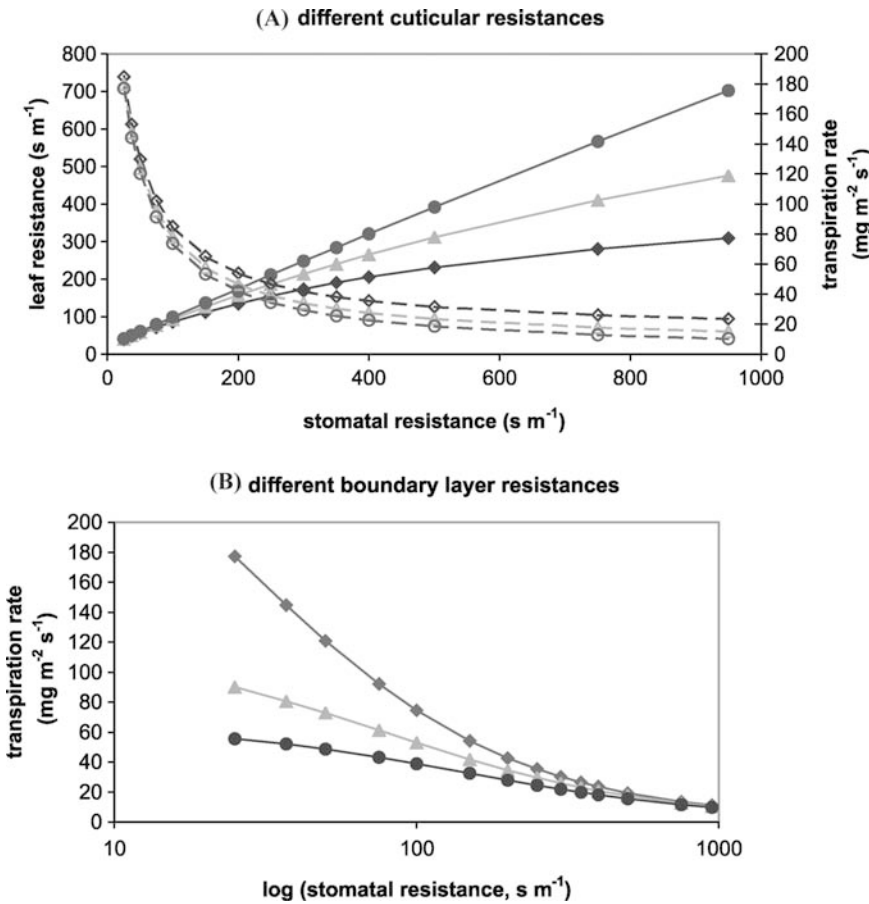 (A) different cuticular resistances
800
700
600
500
400
300
200
100
0
leaf resistance (s m⁻¹)
200
180
160
140
120
100
80
60
40
20
0
transpiration rate
(mg m⁻² s⁻¹)
0 200 400 600 800 1000
stomatal resistance (s m⁻¹)
(B) different boundary layer resistances
200
180
160
140
120
100
80
60
40
20
0
transpiration rate
(mg m⁻² s⁻¹)
10 100 1000
log (stomatal resistance, s m⁻¹)